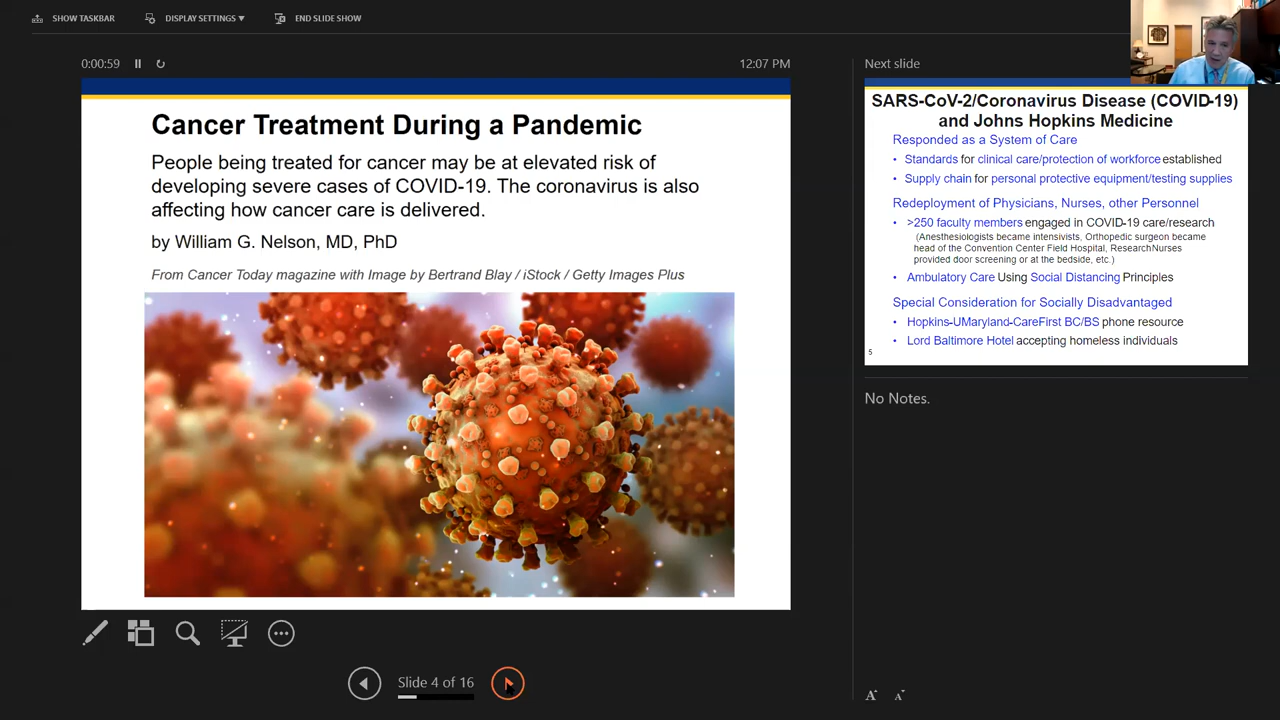 SHOW TASKBAR
DISPLAY SETTINGS ▼
END SLIDE SHOW
0:00:59
12:07 PM
Cancer Treatment During a Pandemic
People being treated for cancer may be at elevated risk of
developing severe cases of COVID-19. The coronavirus is also
affecting how cancer care is delivered.
by William G. Nelson, MD, PhD
From Cancer Today magazine with Image by Bertrand Blay / iStock / Getty Images Plus
Slide 4 of 16
Next slide
SARS-CoV-2/Coronavirus Disease (COVID-19)
and Johns Hopkins Medicine
Responded as a System of Care
• Standards for clinical care/protection of workforce established
• Supply chain for personal protective equipment/testing supplies
Redeployment of Physicians, Nurses, other Personnel
• >250 faculty members engaged in COVID-19 care/research
(Anesthesiologists became intensivists, Orthopedic surgeon became
head of the Convention Center Field Hospital, ResearchNurses
provided door screening or at the bedside, etc.)
• Ambulatory Care Using Social Distancing Principles
Special Consideration for Socially Disadvantaged
• Hopkins-UMaryland-CareFirst BC/BS phone resource
• Lord Baltimore Hotel accepting homeless individuals
5
No Notes.
A A